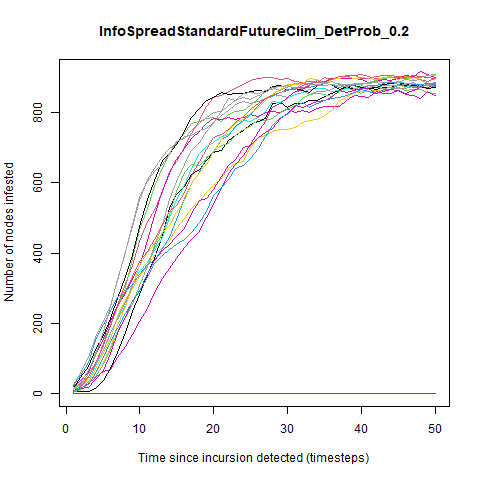 InfoSpreadStandardFutureClim_DetProb_0.2
Number of nodes infested
800
600
400
200
0
0 10 20 30 40 50
Time since incursion detected (timesteps)